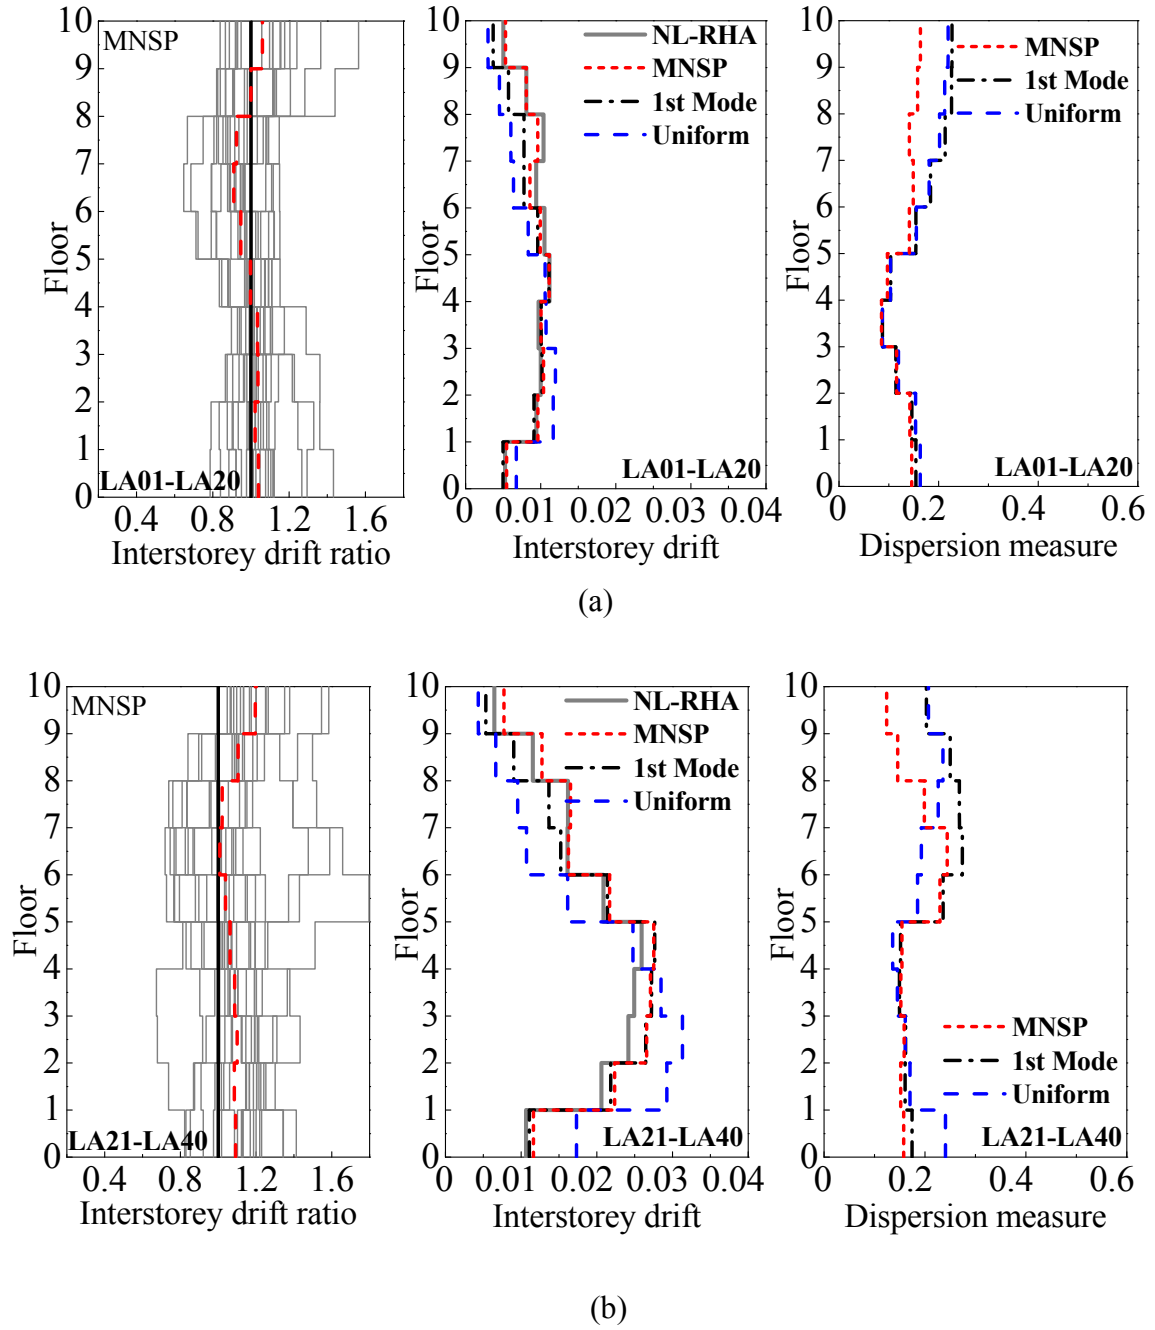 MNSP
10
9
8
7
6
5
4
3
2
1
0
Floor
LA01-LA20
0.4 0.8 1.2 1.6
Interstorey drift ratio
10
9
8
7
6
5
4
3
2
1
0
Floor
NL-RHA
MNSP
1st Mode
Uniform
LA01-LA20
0 0.01 0.02 0.03 0.04
Interstorey drift
10
9
8
7
6
5
4
3
2
1
0
Floor
MNSP
1st Mode
Uniform
LA01-LA20
0 0.2 0.4 0.6
Dispersion measure
(a)
MNSP
10
9
8
7
6
5
4
3
2
1
0
Floor
LA21-LA40
0.4 0.8 1.2 1.6
Interstorey drift ratio
10
9
8
7
6
5
4
3
2
1
0
Floor
NL-RHA
MNSP
1st Mode
Uniform
LA21-LA40
0 0.01 0.02 0.03 0.04
Interstorey drift
10
9
8
7
6
5
4
3
2
1
0
Floor
MNSP
1st Mode
Uniform
LA21-LA40
0 0.2 0.4 0.6
Dispersion measure
(b)